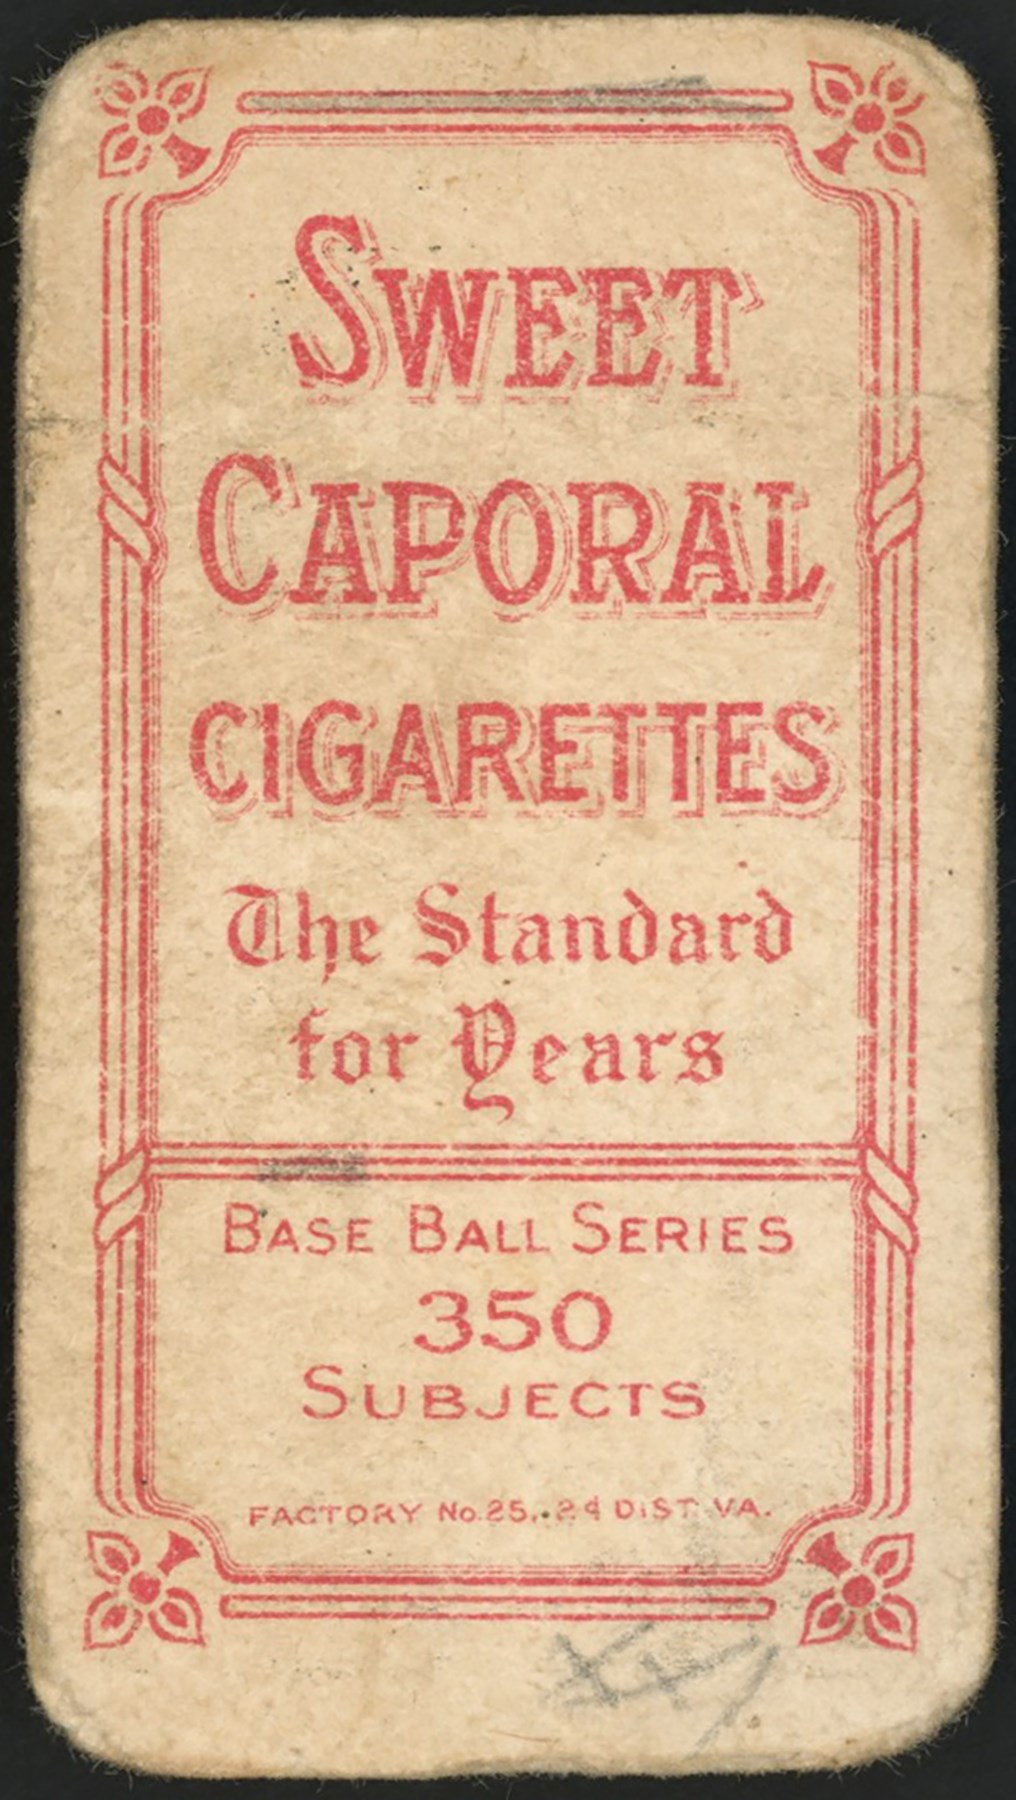 SWEET
CAPORAL
CIGARETTES
The Standard
for Years
BASE BALL SERIES
350
SUBJECTS
FACTORY No. 25, 2d DIST. VA.